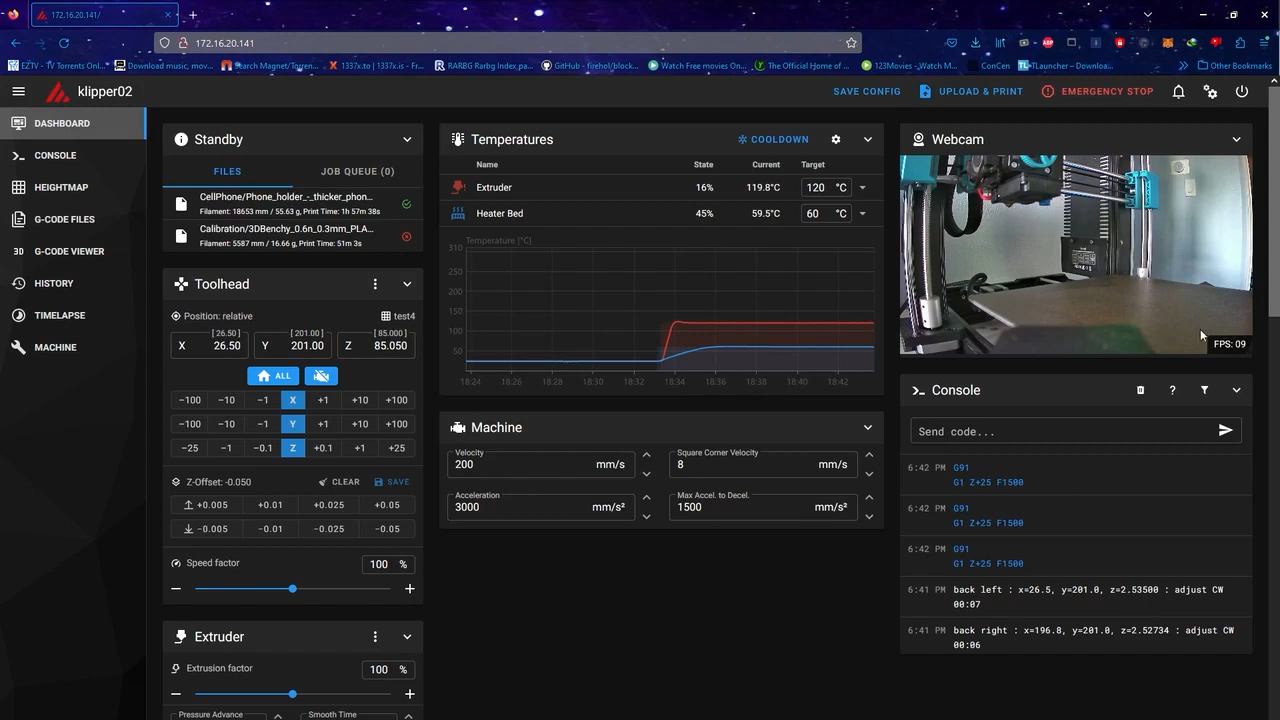 172.16.20.141/
172.16.20.141
EZTV - TV Torrents Onl...
Download music, mov...
Search Magnet/Torren...
1337x.to | 1337x.is - Fr...
RARBG Rarbg Index pa...
GitHub - firehol/block...
Watch Free movies On...
The Official Home of ...
123Movies - Watch M...
ConCen
TLauncher – Downloa...
Other Bookmarks
klipper02
SAVE CONFIG
UPLOAD & PRINT
EMERGENCY STOP
DASHBOARD
CONSOLE
HEIGHTMAP
G-CODE FILES
3D G-CODE VIEWER
HISTORY
TIMELAPSE
MACHINE
Standby
FILES
JOB QUEUE (0)
CellPhone/Phone_holder_-_thicker_phon...
Filament: 18653 mm / 55.63 g, Print Time: 1h 57m 38s
Calibration/3DBenchy_0.6n_0.3mm_PLA...
Filament: 5587 mm / 16.66 g, Print Time: 51m 3s
Toolhead
Position: relative
test4
[ 26.50] [ 201.00] [ 85.000]
X 26.50 Y 201.00 Z 85.050
ALL
−100 −10 −1 X +1 +10 +100
−100 −10 −1 Y +1 +10 +100
−25 −1 −0.1 Z +0.1 +1 +25
Z-Offset: -0.050
CLEAR
SAVE
+0.005 +0.01 +0.025 +0.05
−0.005 −0.01 −0.025 −0.05
Speed factor
100 %
Extruder
Extrusion factor
100 %
Pressure Advance
Smooth Time
Temperatures
COOLDOWN
Name State Current Target
Extruder 16% 119.8°C 120 °C
Heater Bed 45% 59.5°C 60 °C
Temperature [°C]
310
250
200
150
100
50
18:24 18:26 18:28 18:30 18:32 18:34 18:36 18:38 18:40 18:42
Machine
Velocity
200 mm/s
Square Corner Velocity
8 mm/s
Acceleration
3000 mm/s²
Max Accel. to Decel.
1500 mm/s²
Webcam
FPS: 09
Console
Send code...
6:42 PM G91
G1 Z+25 F1500
6:42 PM G91
G1 Z+25 F1500
6:42 PM G91
G1 Z+25 F1500
6:41 PM back left : x=26.5, y=201.0, z=2.53500 : adjust CW
00:07
6:41 PM back right : x=196.8, y=201.0, z=2.52734 : adjust CW
00:06